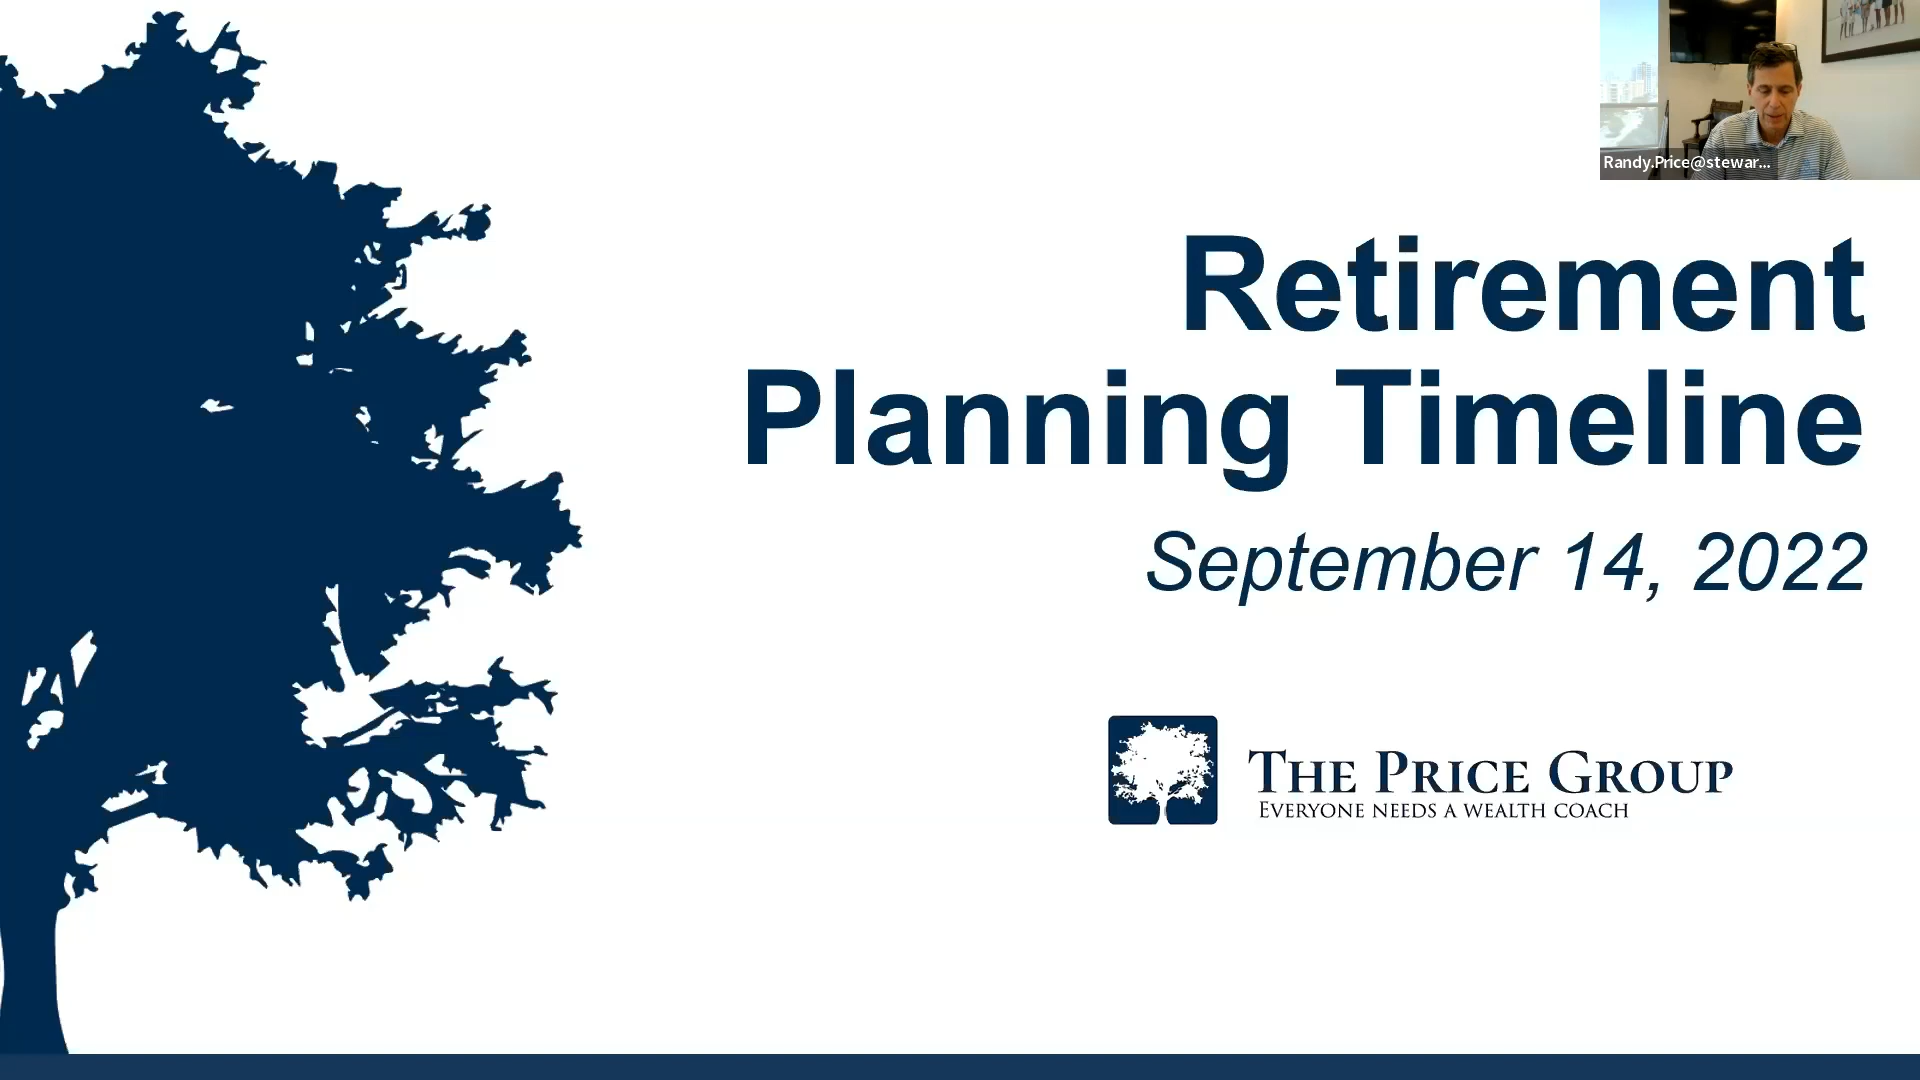 Randy.Price@stewar...
Retirement
Planning Timeline
September 14, 2022
THE PRICE GROUP
EVERYONE NEEDS A WEALTH COACH